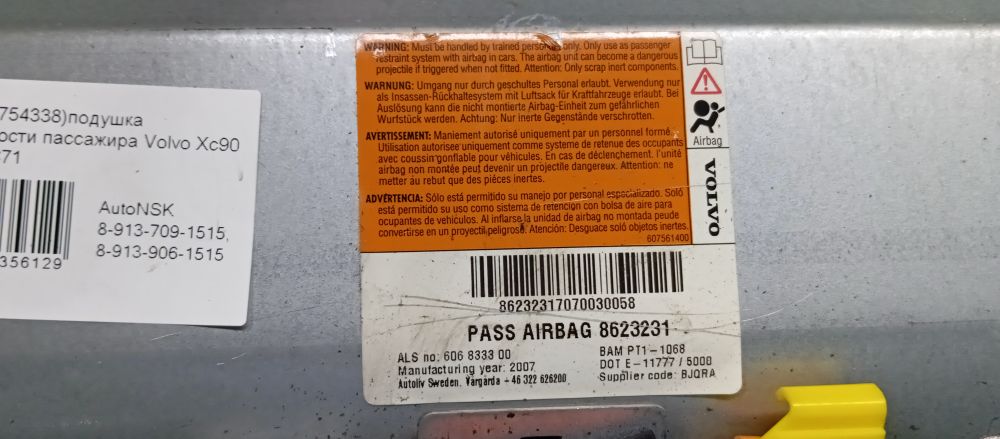 754338)подушка
ости пассажира Volvo Xc90
371
AutoNSK
8-913-709-1515,
8-913-906-1515
356129
WARNING: Must be handled by trained personal only. Only use as passenger
restraint system with airbag in cars. The airbag unit can become a dangerous
projectile if triggered when not fitted. Attention: Only scrap inert components.
WARNUNG: Umgang nur durch geschultes Personal erlaubt. Verwendung nur
als Insassen-Rückhaltesystem mit Luftsack für Kraftfahrzeuge erlaubt. Bei
Auslösung kann die nicht montierte Airbag-Einheit zum gefährlichen
Wurfstück werden. Achtung: Nur inerte Gegenstände verschrotten.
AVERTISSEMENT: Maniement autorisé uniquement par un personnel formé.
Utilisation autorisee uniquement comme systeme de retenue des occupants
avec coussin gonflable pour véhicules. En cas de déclenchement, l'unité
airbag non montée peut devenir un projectile dangereux. Attention: ne
metter au rebut que des piéces inertes.
ADVERTENCIA: Sólo está permitido su manejo por personal especializado. Soló
está permitido su uso como sistema de retención con bolsa de aire para
ocupantes de vehículos. Al inflarse la unidad de airbag no montada peude
convertirse en un proyectil peligroso. Atención: Desguace soló objetos inertes.
607561400
Airbag
VOLVO
86232317070030058
PASS AIRBAG 8623231
ALS no: 606 8333 00
Manufacturing year: 2007
Autoliv Sweden, Vårgårda +46 322 626200
BAM PT1-1068
DOT E-11777 / 5000
Supplier code: BJQRA